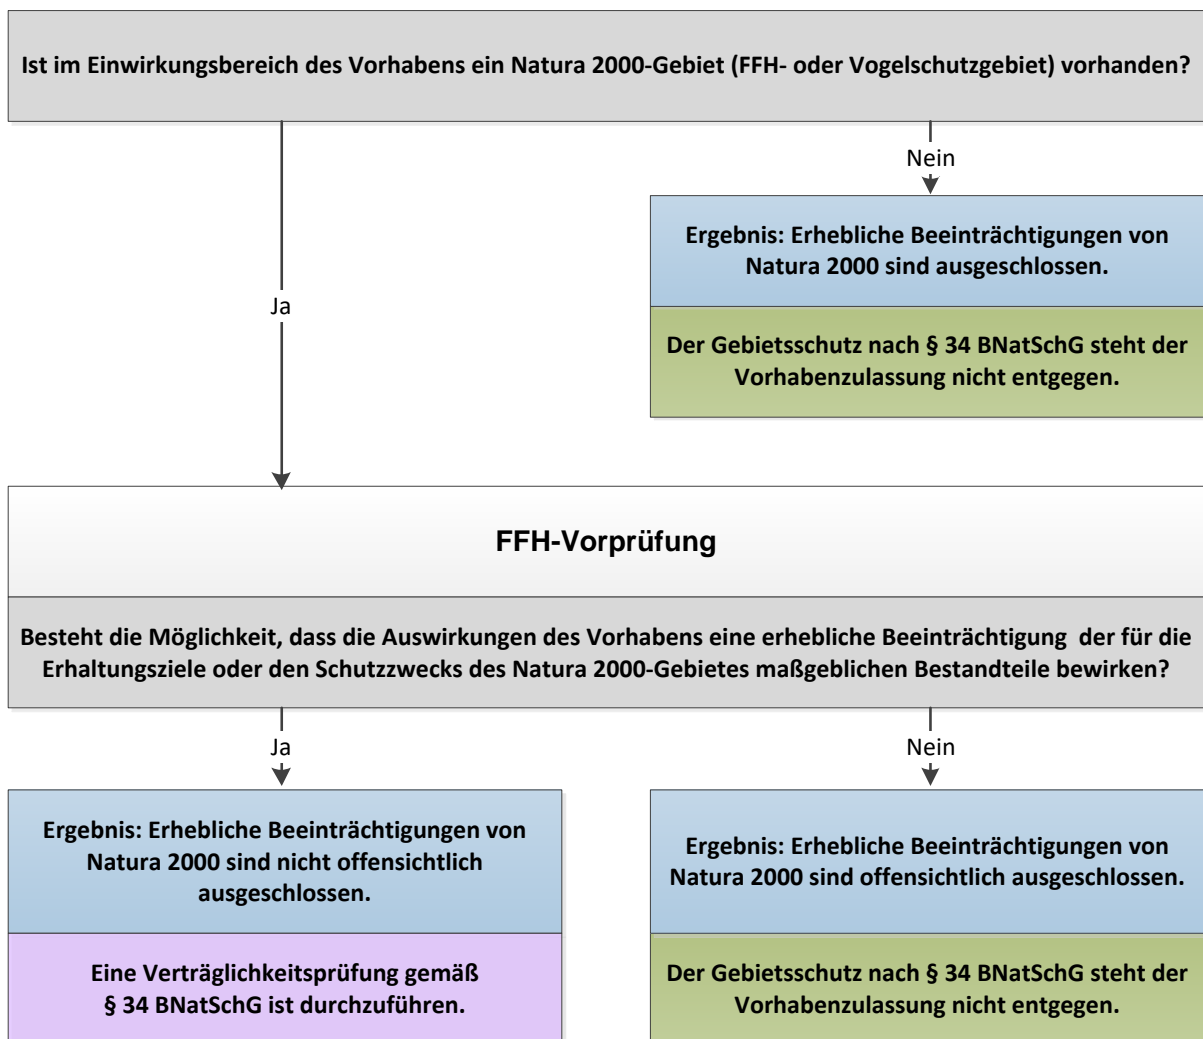 Ist im Einwirkungsbereich des Vorhabens ein Natura 2000-Gebiet (FFH- oder Vogelschutzgebiet) vorhanden?
Nein
Ergebnis: Erhebliche Beeinträchtigungen von
Natura 2000 sind ausgeschlossen.
Ja
Der Gebietsschutz nach § 34 BNatSchG steht der
Vorhabenzulassung nicht entgegen.
FFH-Vorprüfung
Besteht die Möglichkeit, dass die Auswirkungen des Vorhabens eine erhebliche Beeinträchtigung der für die
Erhaltungsziele oder den Schutzzwecks des Natura 2000-Gebietes maßgeblichen Bestandteile bewirken?
Ja
Nein
Ergebnis: Erhebliche Beeinträchtigungen von
Natura 2000 sind nicht offensichtlich
ausgeschlossen.
Eine Verträglichkeitsprüfung gemäß
§ 34 BNatSchG ist durchzuführen.
Ergebnis: Erhebliche Beeinträchtigungen von
Natura 2000 sind offensichtlich ausgeschlossen.
Der Gebietsschutz nach § 34 BNatSchG steht der
Vorhabenzulassung nicht entgegen.